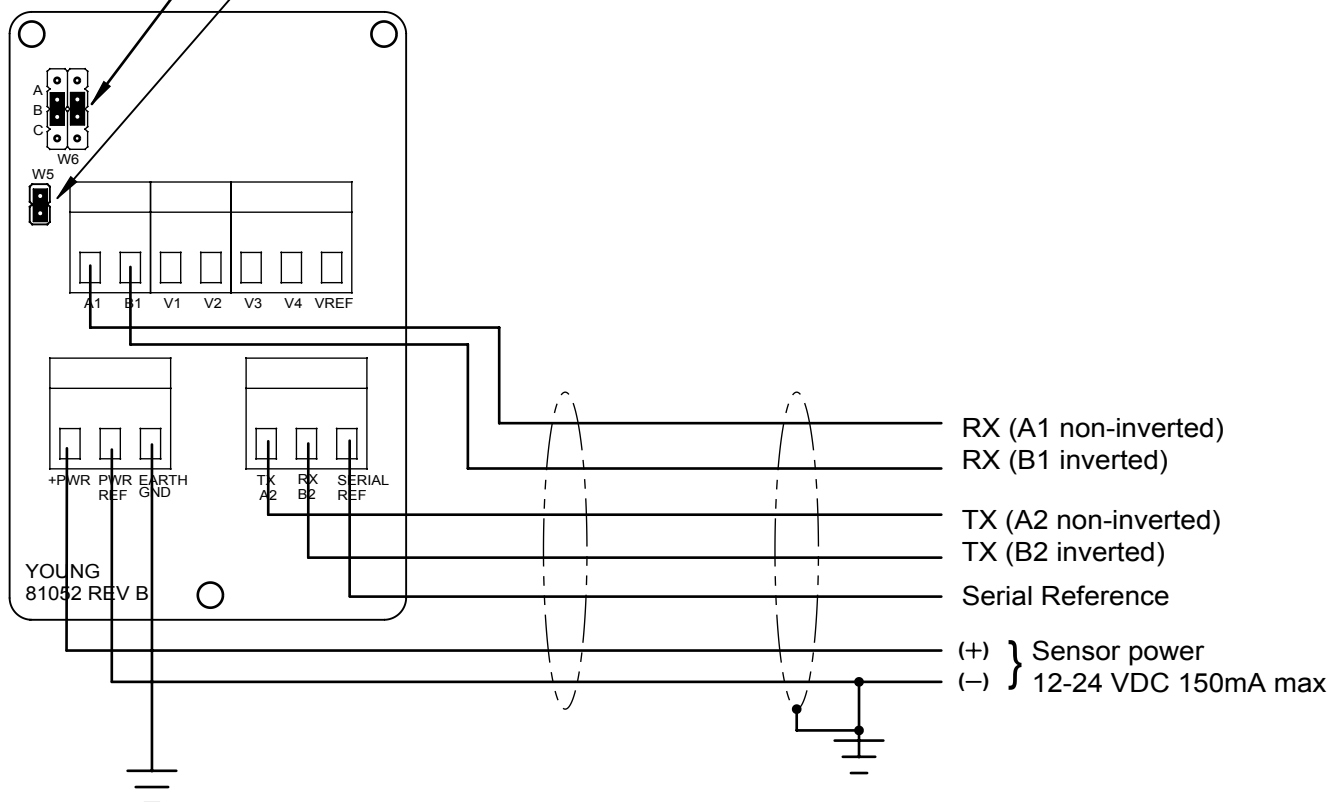 A
B
C
W6
W5
A1 B1 V1 V2 V3 V4 VREF
+PWR PWR REF EARTH GND
TX A2 RX B2 SERIAL REF
YOUNG
81052 REV B
RX (A1 non-inverted)
RX (B1 inverted)
TX (A2 non-inverted)
TX (B2 inverted)
Serial Reference
(+) } Sensor power
(−) 12-24 VDC 150mA max